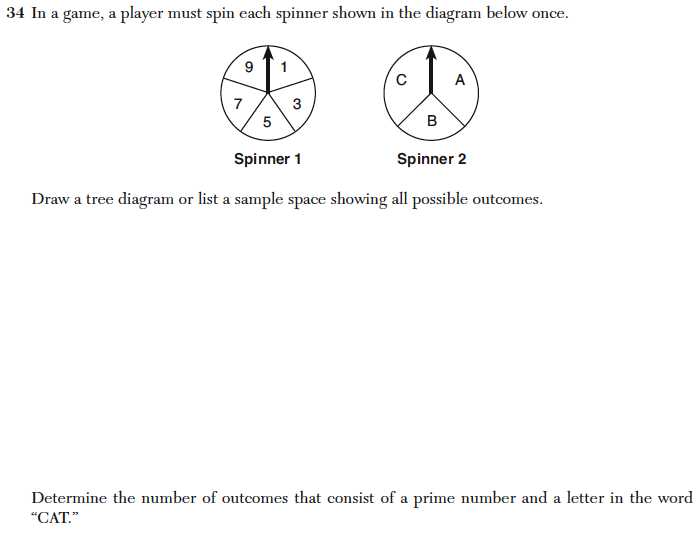 34 In a game, a player must spin each spinner shown in the diagram below once.
9 1
7 3
5
C A
B
Spinner 1 Spinner 2
Draw a tree diagram or list a sample space showing all possible outcomes.
Determine the number of outcomes that consist of a prime number and a letter in the word
“CAT.”